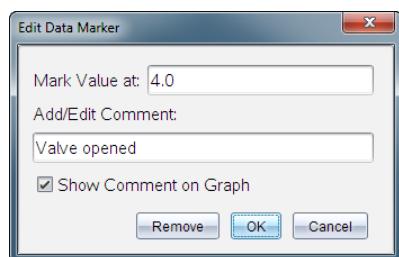 Edit Data Marker
Mark Value at: 4.0
Add/Edit Comment:
Valve opened
Show Comment on Graph
Remove OK Cancel